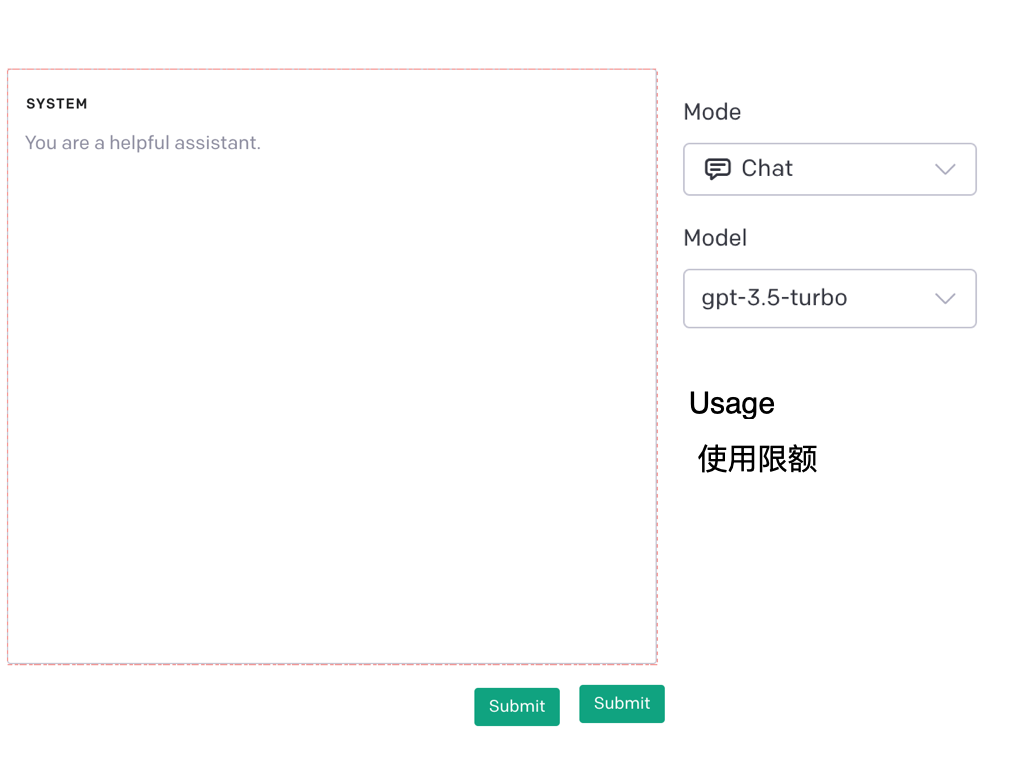 SYSTEM
You are a helpful assistant.
Mode
Chat
Model
gpt-3.5-turbo
Usage
使用限额
Submit
Submit